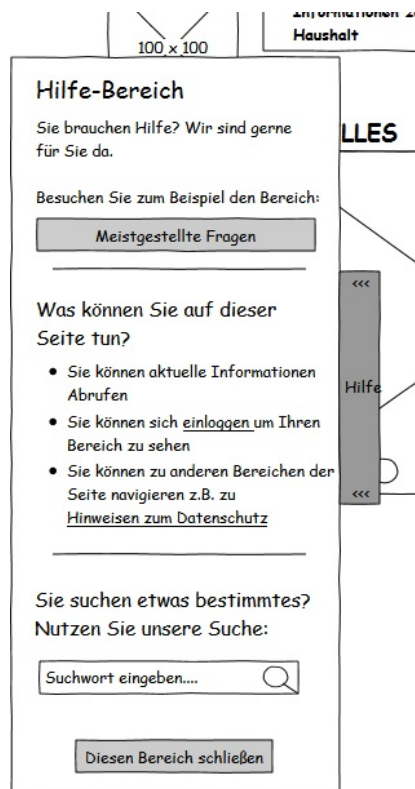 100 x 100
Informationen z
Haushalt
Hilfe-Bereich
Sie brauchen Hilfe? Wir sind gerne
für Sie da.
LLES
Besuchen Sie zum Beispiel den Bereich:
Meistgestellte Fragen
Was können Sie auf dieser
Seite tun?
• Sie können aktuelle Informationen
Abrufen
• Sie können sich einloggen um Ihren
Bereich zu sehen
• Sie können zu anderen Bereichen der
Seite navigieren z.B. zu
Hinweisen zum Datenschutz
<<<
Hilfe
<<<
Sie suchen etwas bestimmtes?
Nutzen Sie unsere Suche:
Suchwort eingeben....
Diesen Bereich schließen